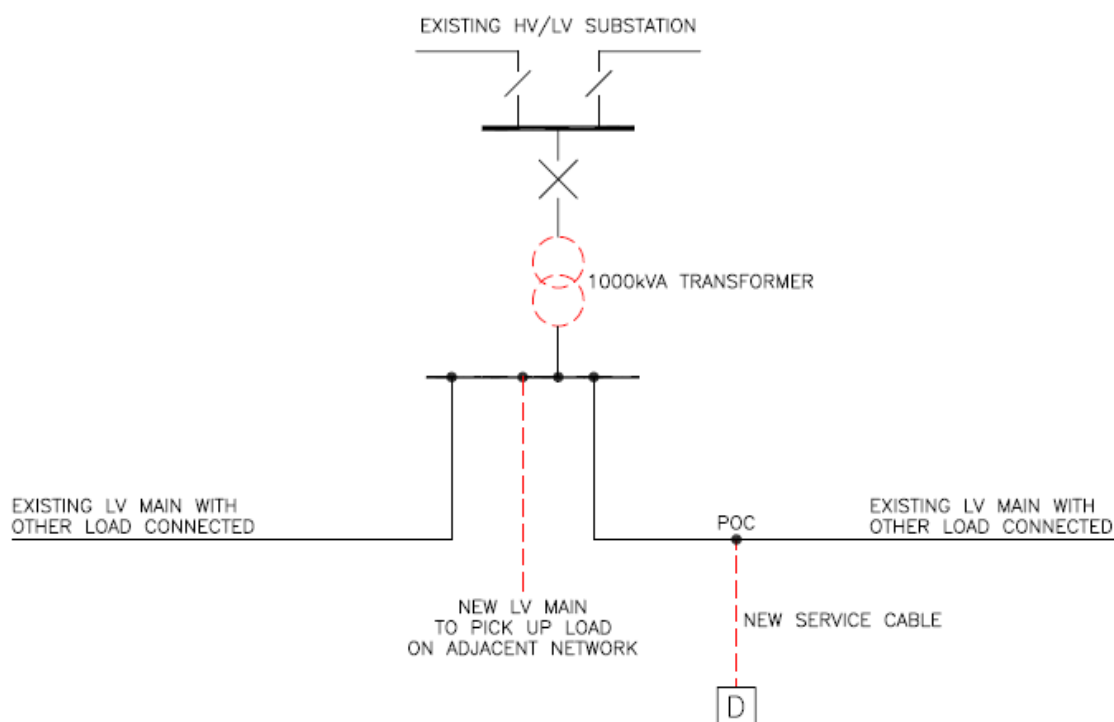 EXISTING HV/LV SUBSTATION
1000kVA TRANSFORMER
EXISTING LV MAIN WITH
OTHER LOAD CONNECTED
POC
EXISTING LV MAIN WITH
OTHER LOAD CONNECTED
NEW LV MAIN
TO PICK UP LOAD
ON ADJACENT NETWORK
NEW SERVICE CABLE
D